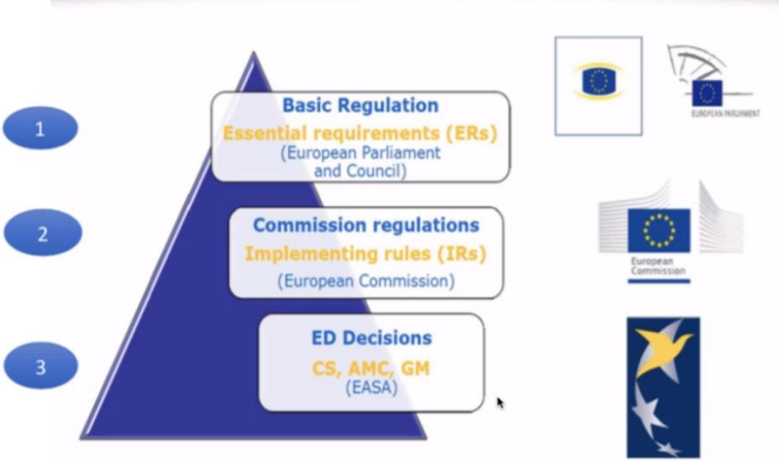 1
Basic Regulation
Essential requirements (ERs)
(European Parliament
and Council)
EUROPEAN PARLIAMENT
2
Commission regulations
Implementing rules (IRs)
(European Commission)
European
Commission
3
ED Decisions
CS, AMC, GM
(EASA)